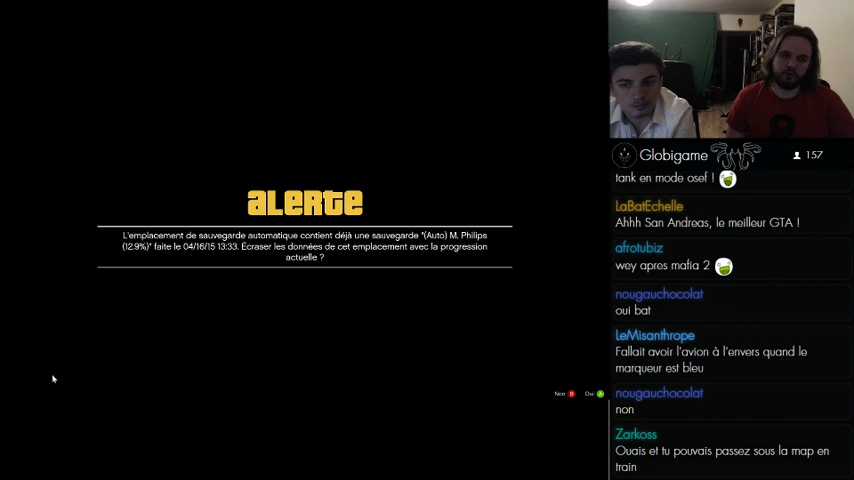 ALERTE
L'emplacement de sauvegarde automatique contient déjà une sauvegarde "(Auto) M. Philips
(12.9%)" faite le 04/16/15 13:33. Écraser les données de cet emplacement avec la progression
actuelle ?
Non B Oui A
Globigame 157
tank en mode osef !
LaBatEchelle
Ahhh San Andreas, le meilleur GTA !
afrotubiz
wey apres mafia 2
nougauchocolat
oui bat
LeMisanthrope
Fallait avoir l'avion à l'envers quand le
marqueur est bleu
nougauchocolat
non
Zarkoss
Ouais et tu pouvais passez sous la map en
train